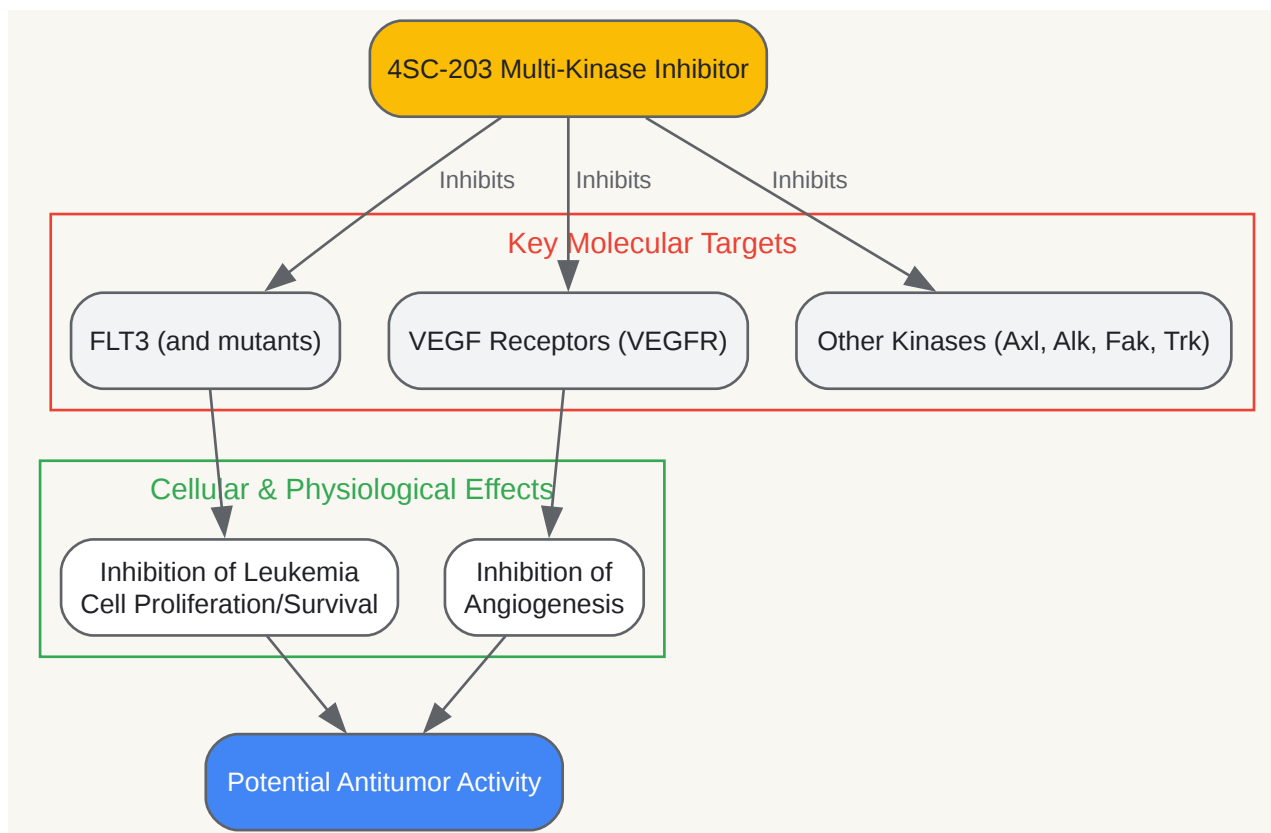 4SC-203 Multi-Kinase Inhibitor
Inhibits
Inhibits
Inhibits
Key Molecular Targets
FLT3 (and mutants)
VEGF Receptors (VEGFR)
Other Kinases (Axl, Alk, Fak, Trk)
Cellular & Physiological Effects
Inhibition of Leukemia
Cell Proliferation/Survival
Inhibition of
Angiogenesis
Potential Antitumor Activity